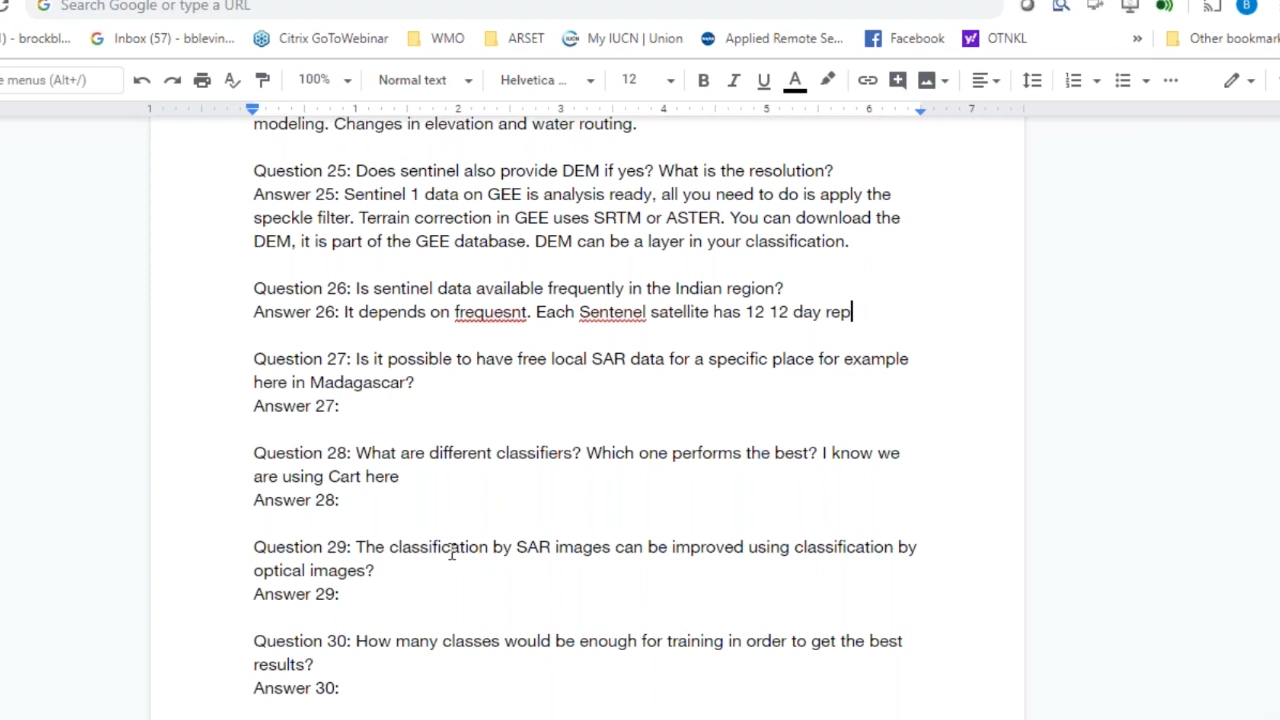 Search Google or type a URL
) - brockbl...
Inbox (57) - bblevin...
Citrix GoToWebinar
WMO
ARSET
My IUCN | Union
Applied Remote Se...
Facebook
OTNKL
»
Other bookmark
e menus (Alt+/)
100%
Normal text
Helvetica ...
12
B I U A
1 1 2 3 4 5 6 7
modeling. Changes in elevation and water routing.
Question 25: Does sentinel also provide DEM if yes? What is the resolution?
Answer 25: Sentinel 1 data on GEE is analysis ready, all you need to do is apply the
speckle filter. Terrain correction in GEE uses SRTM or ASTER. You can download the
DEM, it is part of the GEE database. DEM can be a layer in your classification.
Question 26: Is sentinel data available frequently in the Indian region?
Answer 26: It depends on frequesnt. Each Sentenel satellite has 12 12 day rep
Question 27: Is it possible to have free local SAR data for a specific place for example
here in Madagascar?
Answer 27:
Question 28: What are different classifiers? Which one performs the best? I know we
are using Cart here
Answer 28:
Question 29: The classification by SAR images can be improved using classification by
optical images?
Answer 29:
Question 30: How many classes would be enough for training in order to get the best
results?
Answer 30: